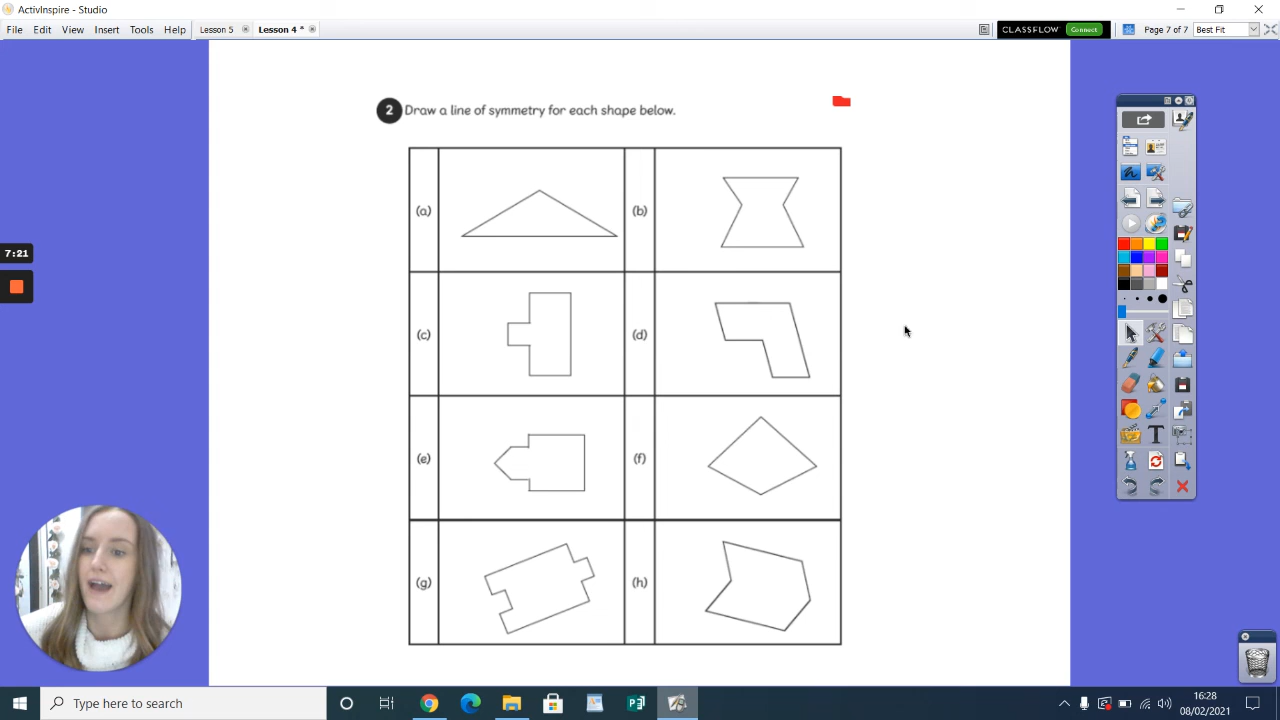 ActivInspire - Studio
File Edit View Insert Tools Help
Lesson 5
Lesson 4 *
CLASSFLOW
Connect
Page 7 of 7
Best Fit
2 Draw a line of symmetry for each shape below.
(a)
(b)
(c)
(d)
(e)
(f)
(g)
(h)
7:21
T
Type here to search
16:28
08/02/2021